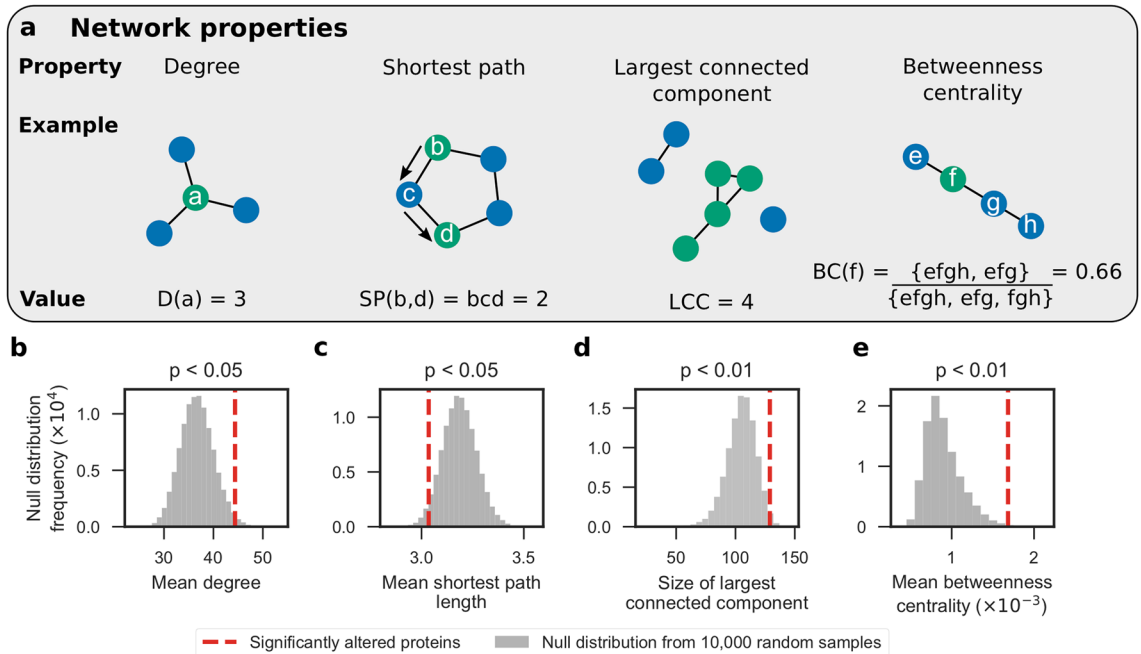 a Network properties
Property Degree Shortest path Largest connected component Betweenness centrality
Example
a
b
c
d
e
f
g
h
Value D(a) = 3 SP(b,d) = bcd = 2 LCC = 4 BC(f) = {efgh, efg} / {efgh, efg, fgh} = 0.66
b
p < 0.05
Null distribution
frequency (×10⁴)
1.0
0.5
0.0
30 40 50
Mean degree
c
p < 0.05
1.0
0.5
0.0
3.0 3.5
Mean shortest path
length
d
p < 0.01
1.5
1.0
0.5
0.0
50 100 150
Size of largest
connected component
e
p < 0.01
2
1
0
1 2
Mean betweenness
centrality (×10⁻³)
Significantly altered proteins
Null distribution from 10,000 random samples